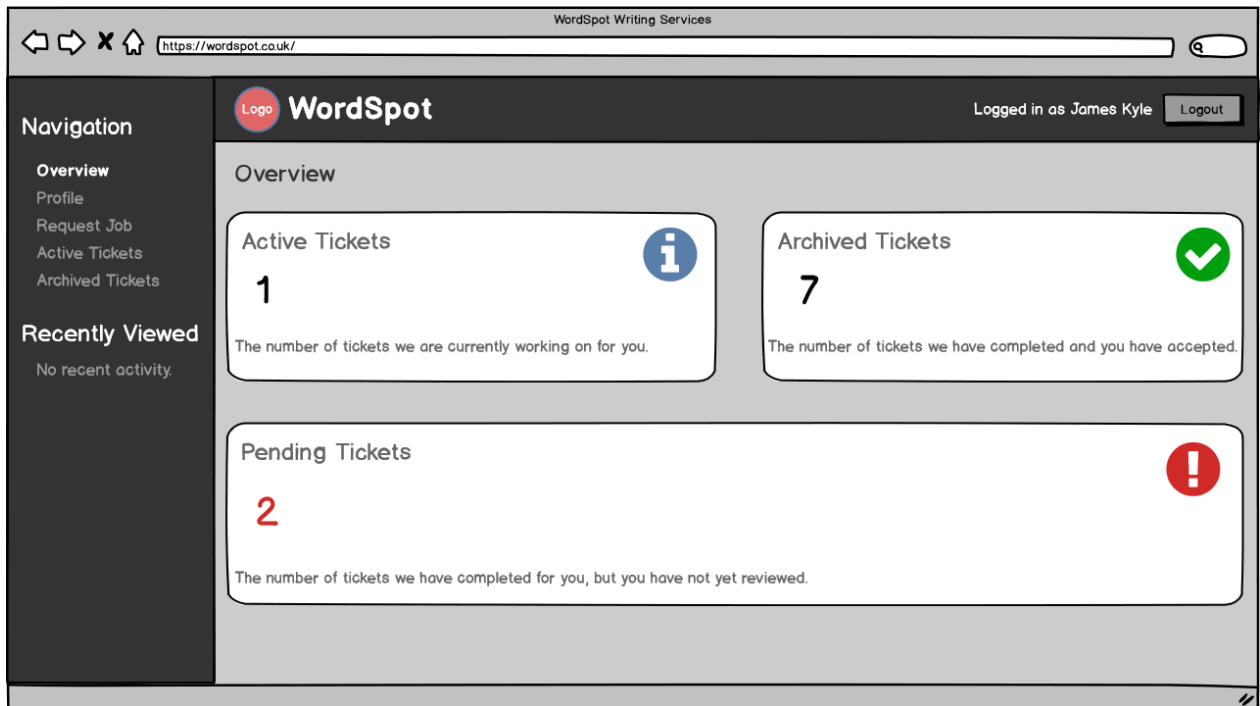 WordSpot Writing Services
https://wordspot.co.uk/
Logo WordSpot
Logged in as James Kyle
Logout
Navigation
Overview
Profile
Request Job
Active Tickets
Archived Tickets
Recently Viewed
No recent activity.
Overview
Active Tickets
1
The number of tickets we are currently working on for you.
Archived Tickets
7
The number of tickets we have completed and you have accepted.
Pending Tickets
2
The number of tickets we have completed for you, but you have not yet reviewed.